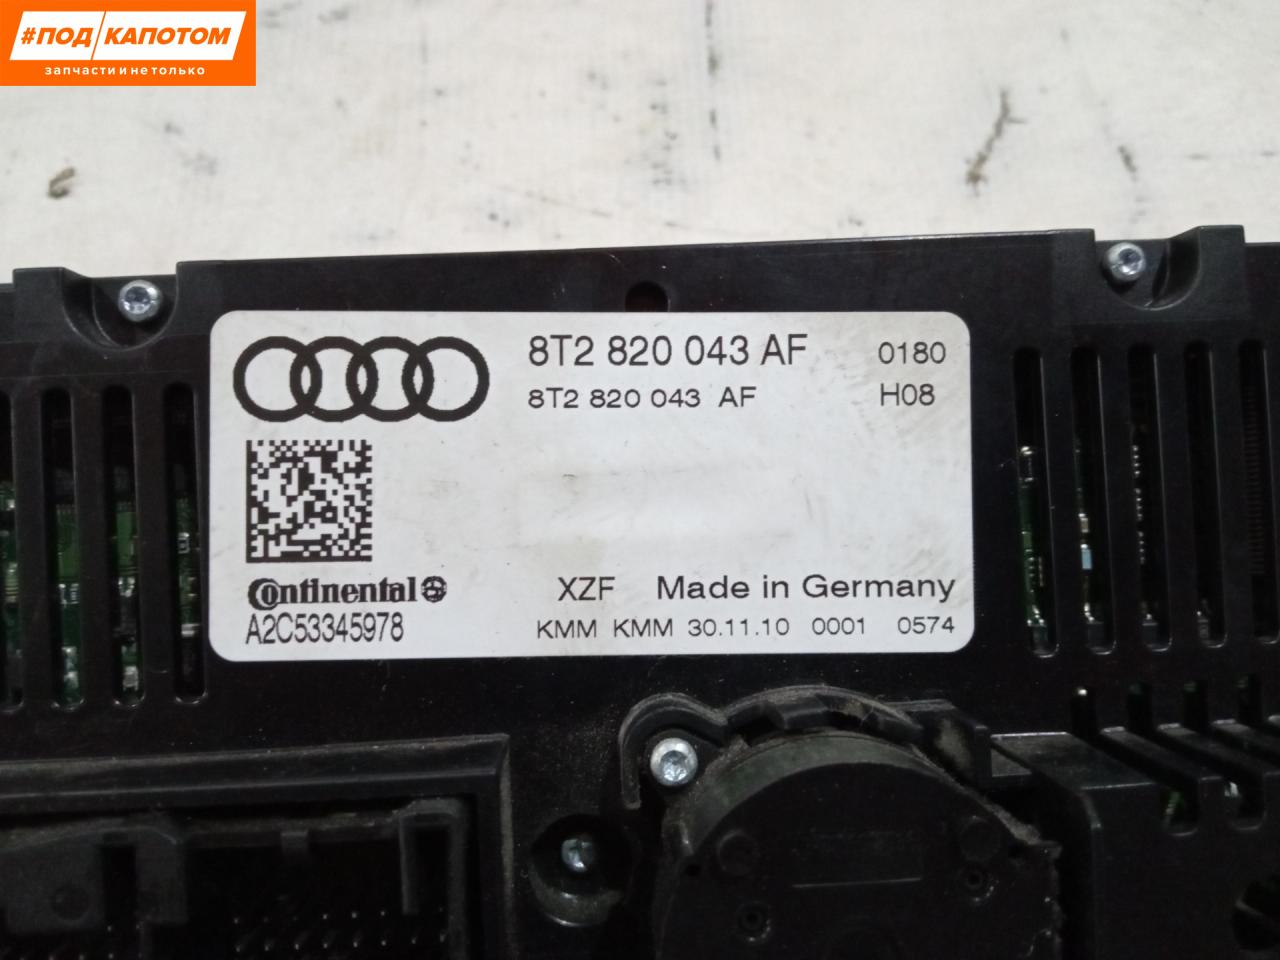 #ПОД/КАПОТОМ
запчасти и не только
8T2 820 043 AF 0180
8T2 820 043 AF H08
Continental XZF Made in Germany
A2C53345978 KMM KMM 30.11.10 0001 0574